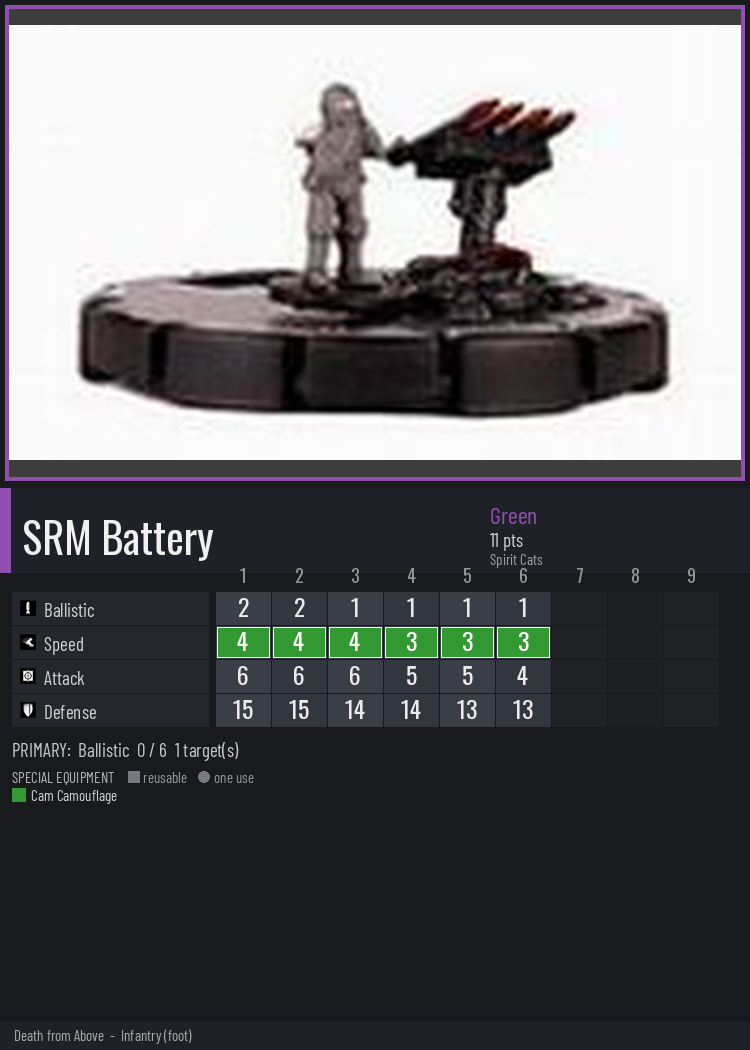 SRM Battery
Green
11 pts
Spirit Cats
1 2 3 4 5 6 7 8 9
Ballistic 2 2 1 1 1 1
Speed 4 4 4 3 3 3
Attack 6 6 6 5 5 4
Defense 15 15 14 14 13 13
PRIMARY: Ballistic 0 / 6 1 target(s)
SPECIAL EQUIPMENT reusable one use
Cam Camouflage
Death from Above - Infantry (foot)